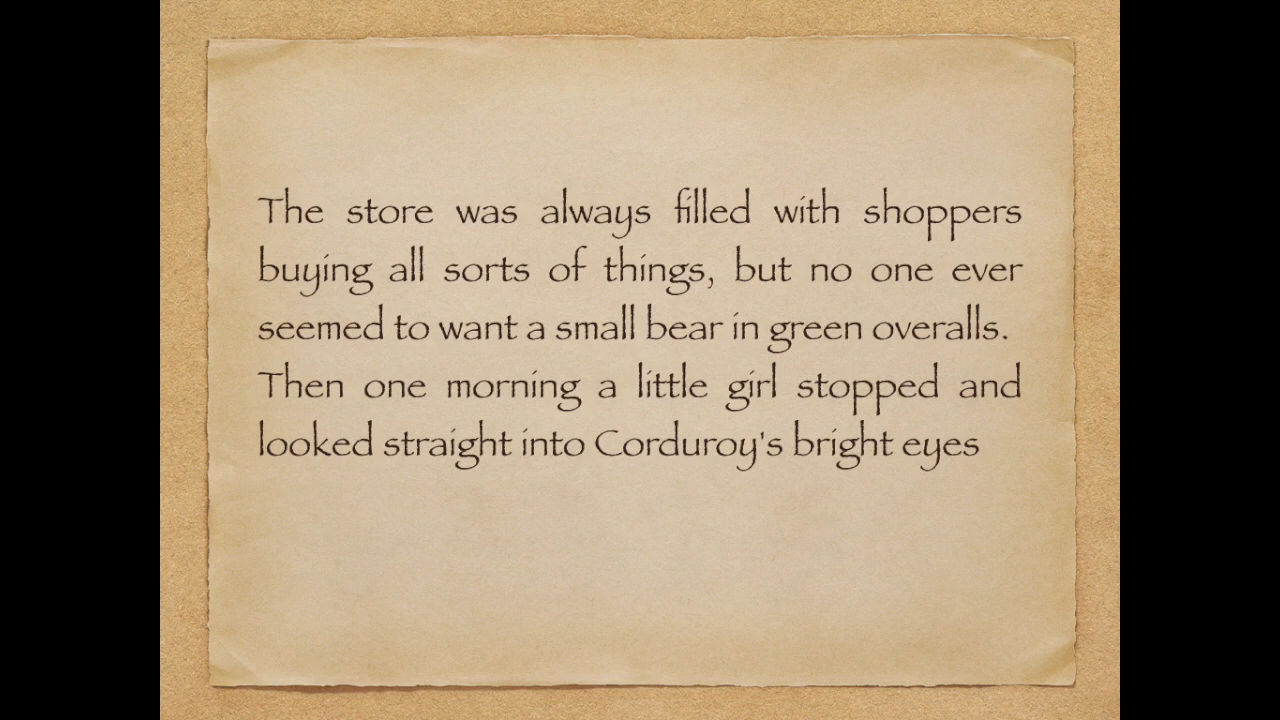 The store was always filled with shoppers
buying all sorts of things, but no one ever
seemed to want a small bear in green overalls.
Then one morning a little girl stopped and
looked straight into Corduroy's bright eyes